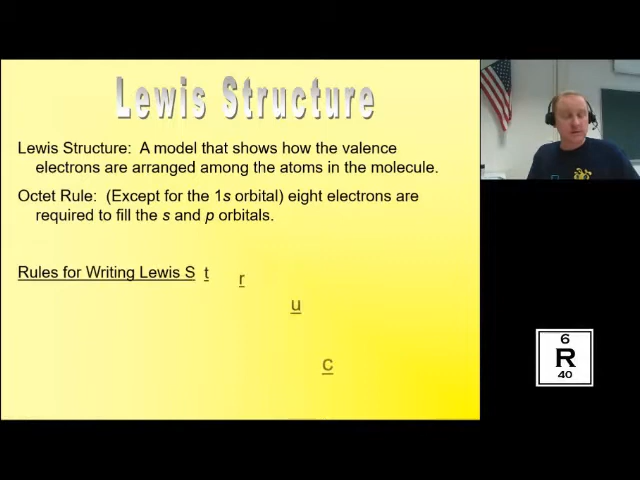 Lewis Structure
Lewis Structure: A model that shows how the valence
electrons are arranged among the atoms in the molecule.
Octet Rule: (Except for the 1s orbital) eight electrons are
required to fill the s and p orbitals.
Rules for Writing Lewis S t
r
u
c
6
R
40